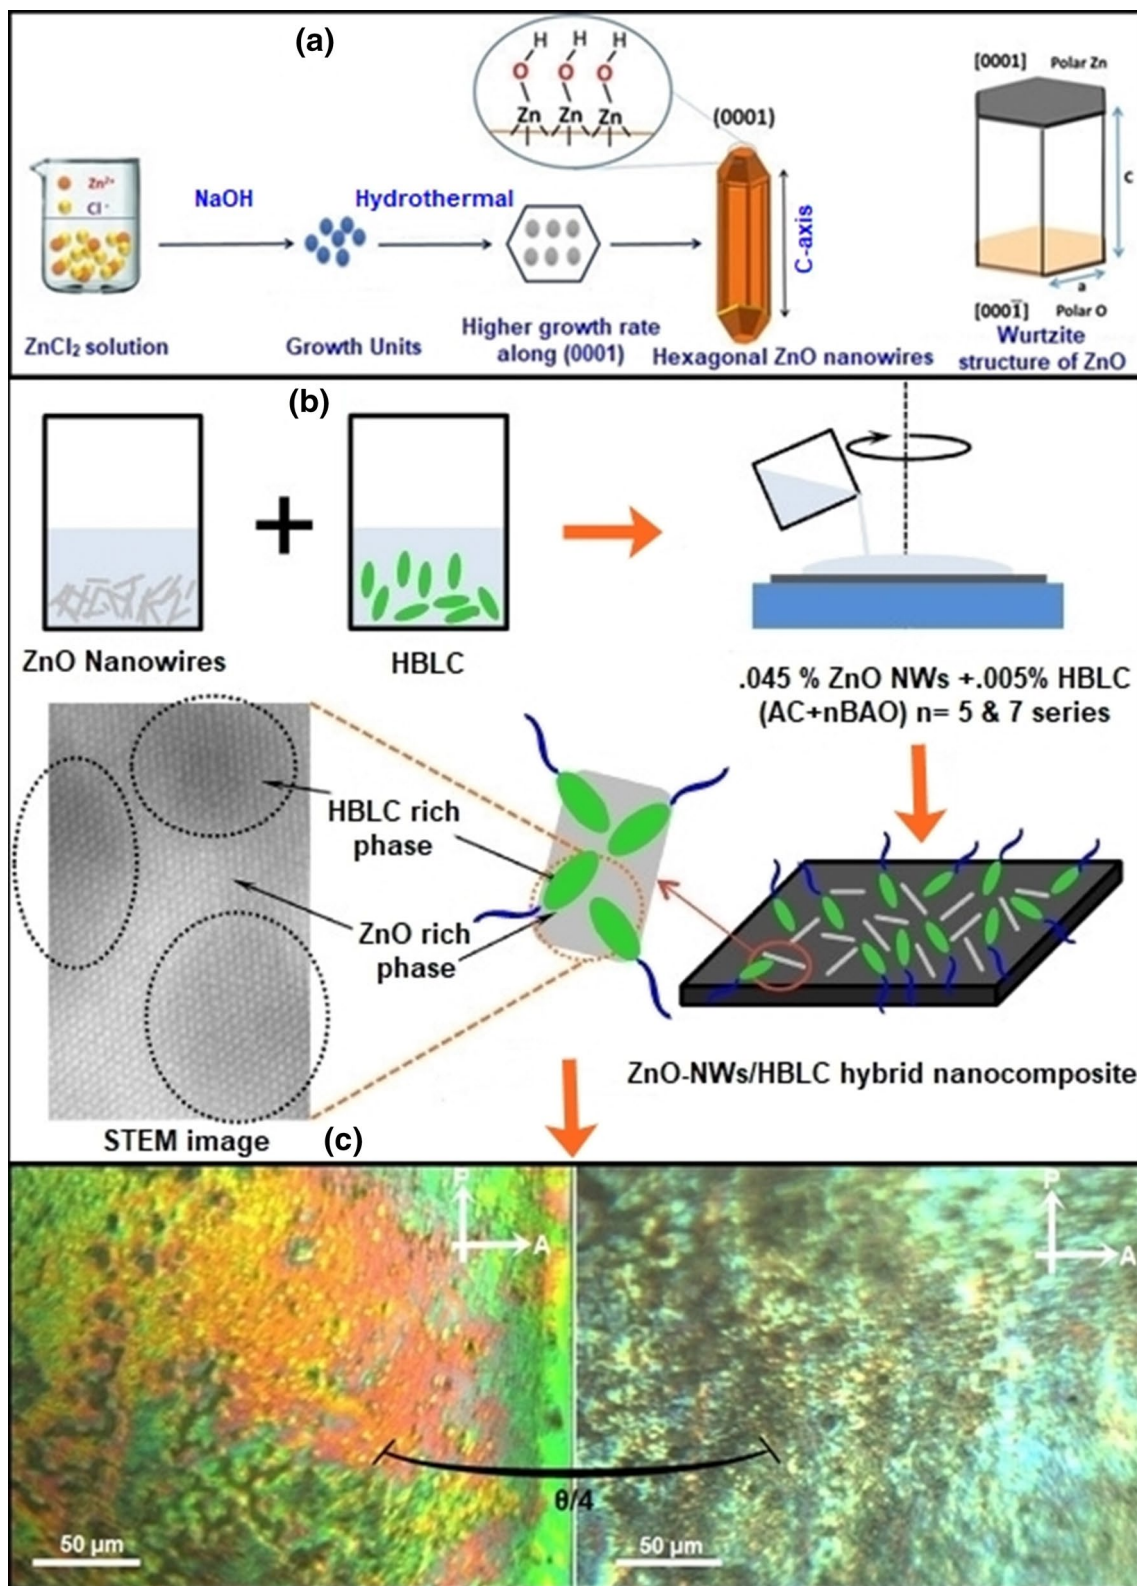 (a)
H H H
O O O
Zn Zn Zn
(0001)
[0001] Polar Zn
c
a
[0001̅] Polar O
Zn²⁺
Cl⁻
NaOH
Hydrothermal
C-axis
ZnCl₂ solution
Growth Units
Higher growth rate
along (0001)
Hexagonal ZnO nanowires
Wurtzite
structure of ZnO
(b)
+
ZnO Nanowires
HBLC
.045 % ZnO NWs +.005% HBLC
(AC+nBAO) n= 5 & 7 series
HBLC rich
phase
ZnO rich
phase
ZnO-NWs/HBLC hybrid nanocomposite
STEM image
(c)
P
A
P
A
θ/4
50 µm
50 µm